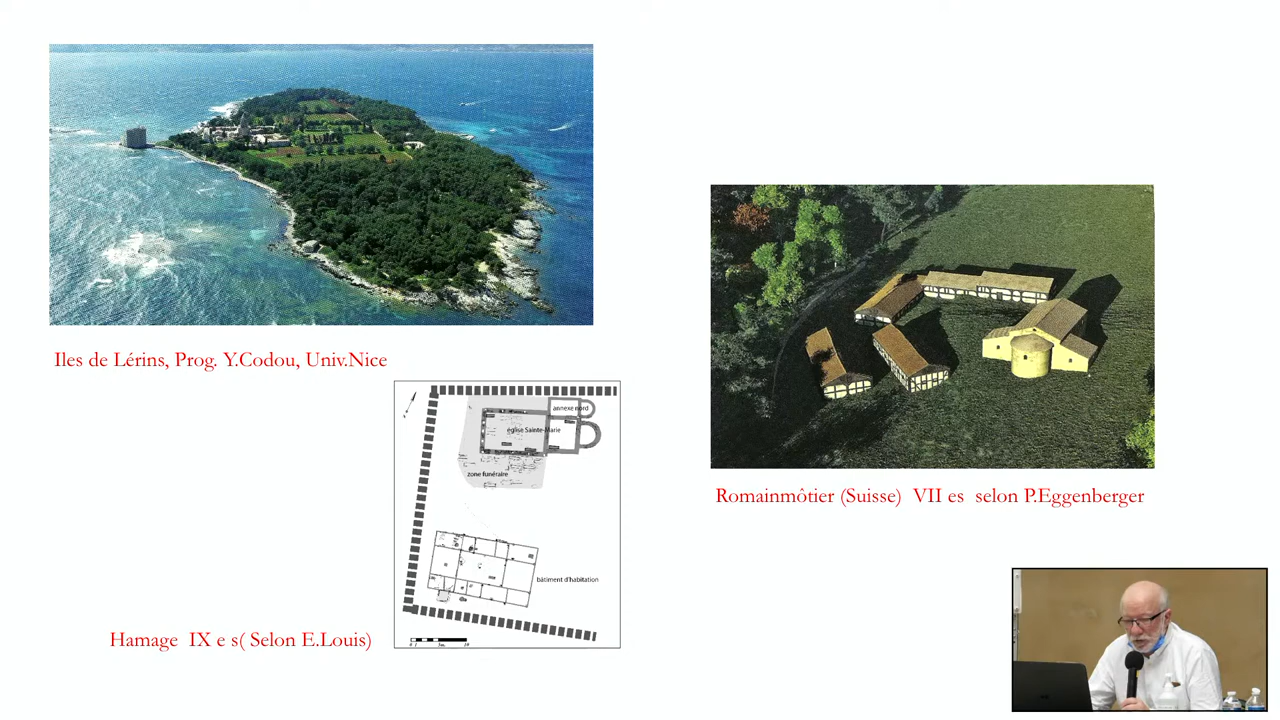 Iles de Lérins, Prog. Y.Codou, Univ.Nice
annexe nord
église Sainte-Marie
zone funéraire
bâtiment d'habitation
Romainmôtier (Suisse)  VII es  selon P.Eggenberger
Hamage  IX e s( Selon E.Louis)